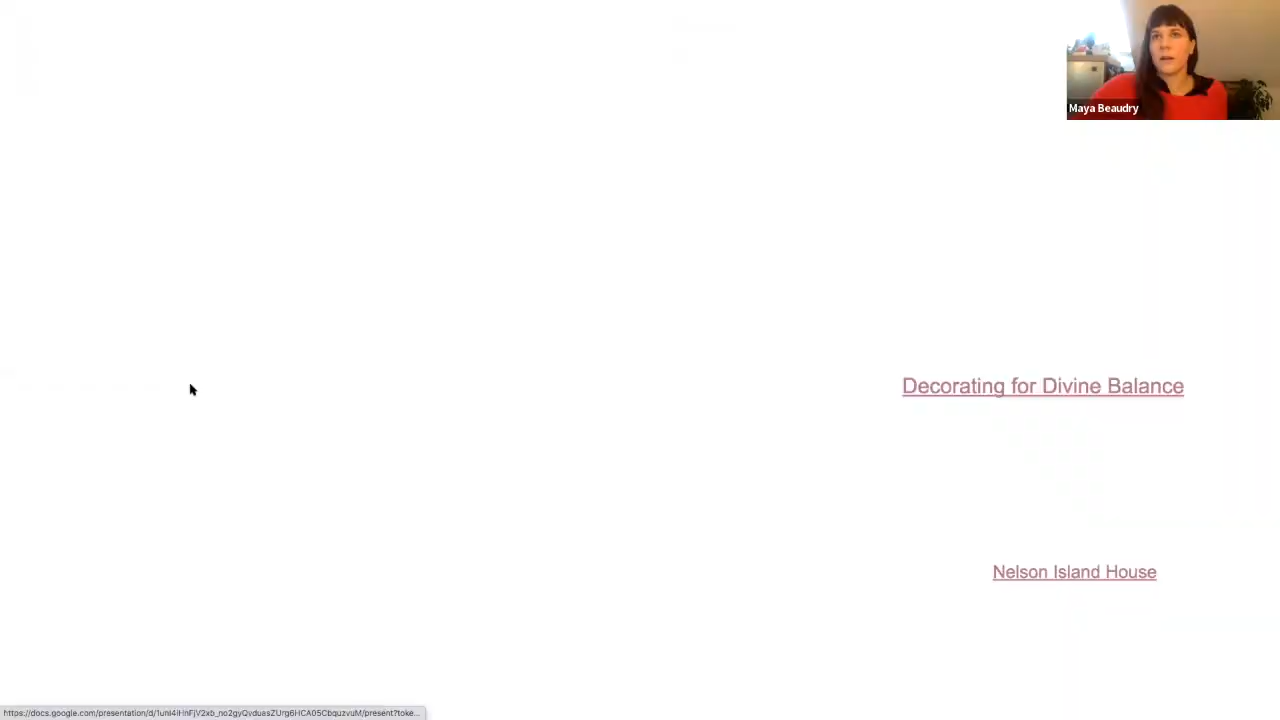 Maya Beaudry
Decorating for Divine Balance
Nelson Island House